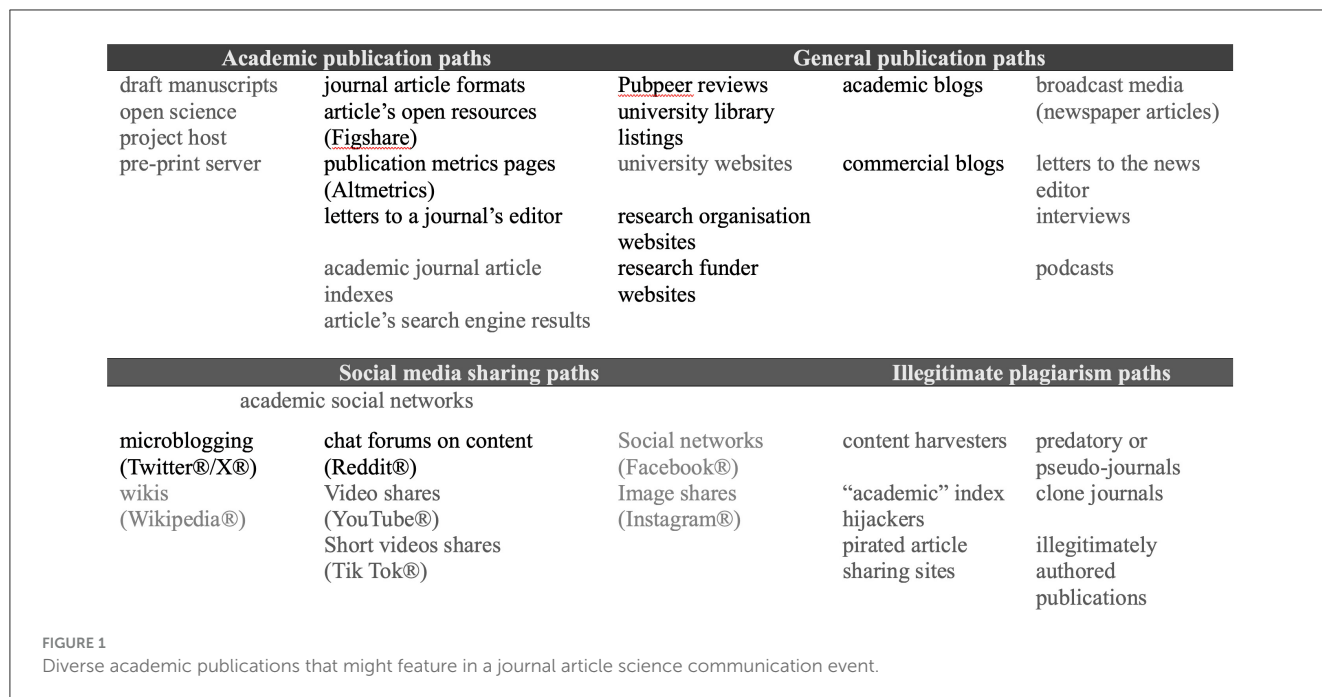 Academic publication paths
General publication paths
draft manuscripts
open science
project host
pre-print server
journal article formats
article's open resources
(Figshare)
publication metrics pages
(Altmetrics)
letters to a journal's editor
academic journal article
indexes
article's search engine results
Pubpeer reviews
university library
listings
university websites
research organisation
websites
research funder
websites
academic blogs
commercial blogs
broadcast media
(newspaper articles)
letters to the news
editor
interviews
podcasts
Social media sharing paths
Illegitimate plagiarism paths
academic social networks
microblogging
(Twitter®/X®)
wikis
(Wikipedia®)
chat forums on content
(Reddit®)
Video shares
(YouTube®)
Short videos shares
(Tik Tok®)
Social networks
(Facebook®)
Image shares
(Instagram®)
content harvesters
“academic” index
hijackers
pirated article
sharing sites
predatory or
pseudo-journals
clone journals
illegitimately
authored
publications
FIGURE 1
Diverse academic publications that might feature in a journal article science communication event.